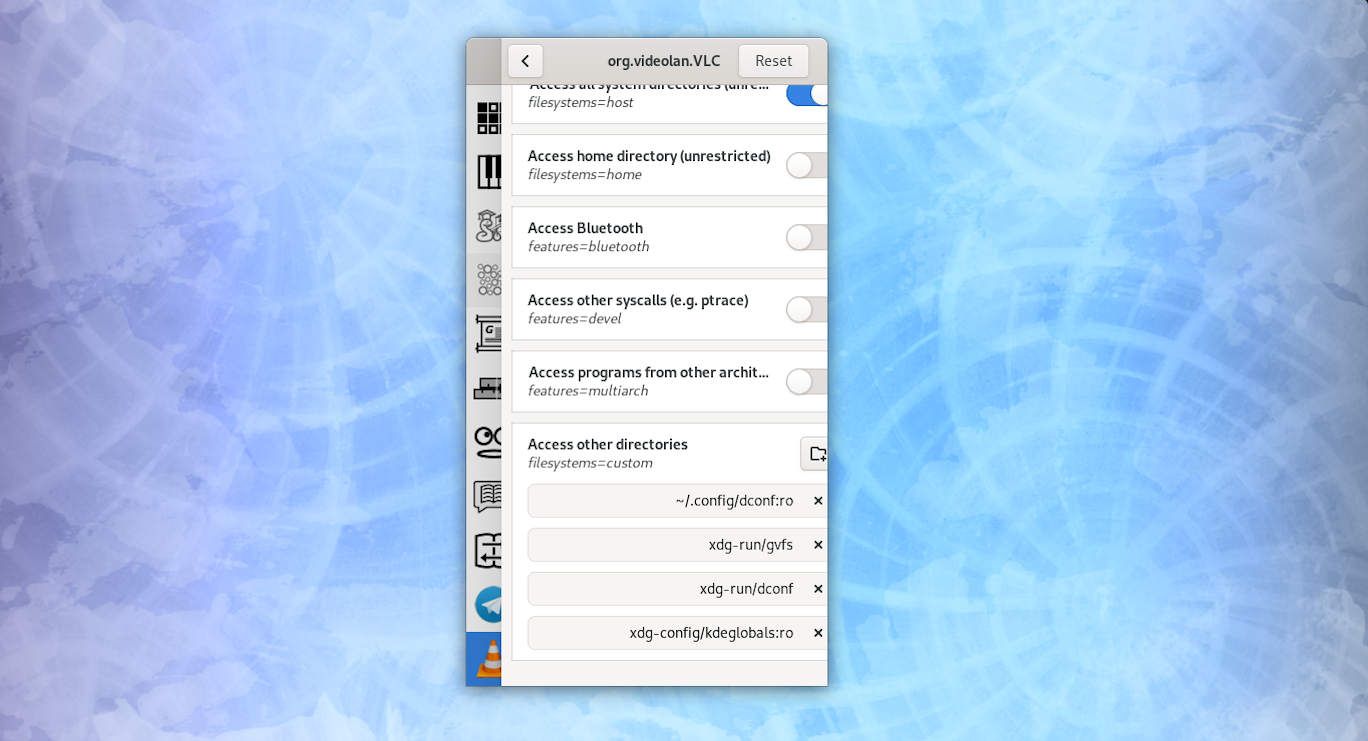 org.videolan.VLC
Reset
Access all system directories (unre...
filesystems=host
Access home directory (unrestricted)
filesystems=home
Access Bluetooth
features=bluetooth
Access other syscalls (e.g. ptrace)
features=devel
Access programs from other archit...
features=multiarch
Access other directories
filesystems=custom
~/.config/dconf:ro
xdg-run/gvfs
xdg-run/dconf
xdg-config/kdeglobals:ro